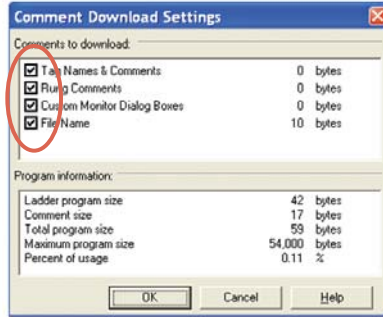 Comment Download Settings
Comments to download:
Tag Names & Comments 0 bytes
Rung Comments 0 bytes
Custom Monitor Dialog Boxes 0 bytes
File Name 10 bytes
Program information:
Ladder program size 42 bytes
Comment size 17 bytes
Total program size 59 bytes
Maximum program size 54,000 bytes
Percent of usage 0.11 %
OK Cancel Help